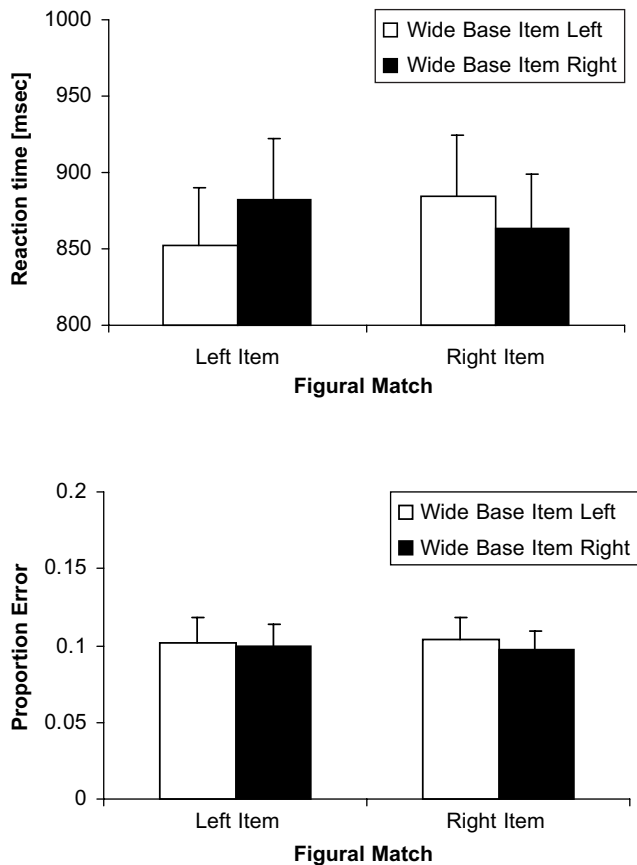 1000
950
900
850
800
Reaction time [msec]
Wide Base Item Left
Wide Base Item Right
Left Item
Right Item
Figural Match
0.2
0.15
0.1
0.05
0
Proportion Error
Wide Base Item Left
Wide Base Item Right
Left Item
Right Item
Figural Match